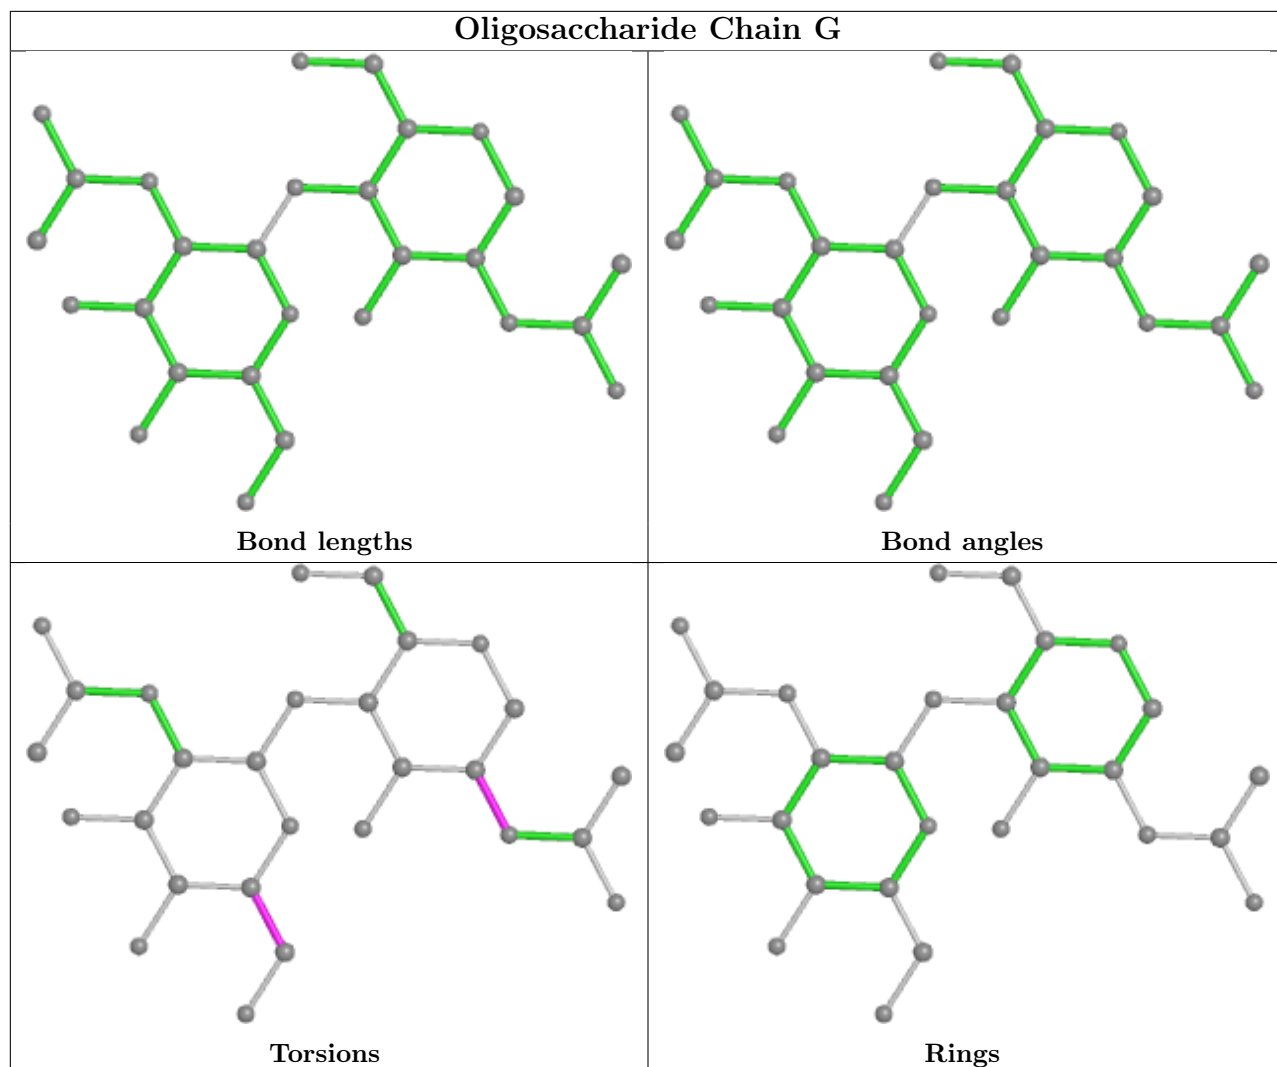 Oligosaccharide Chain G
Bond lengths
Bond angles
Torsions
Rings